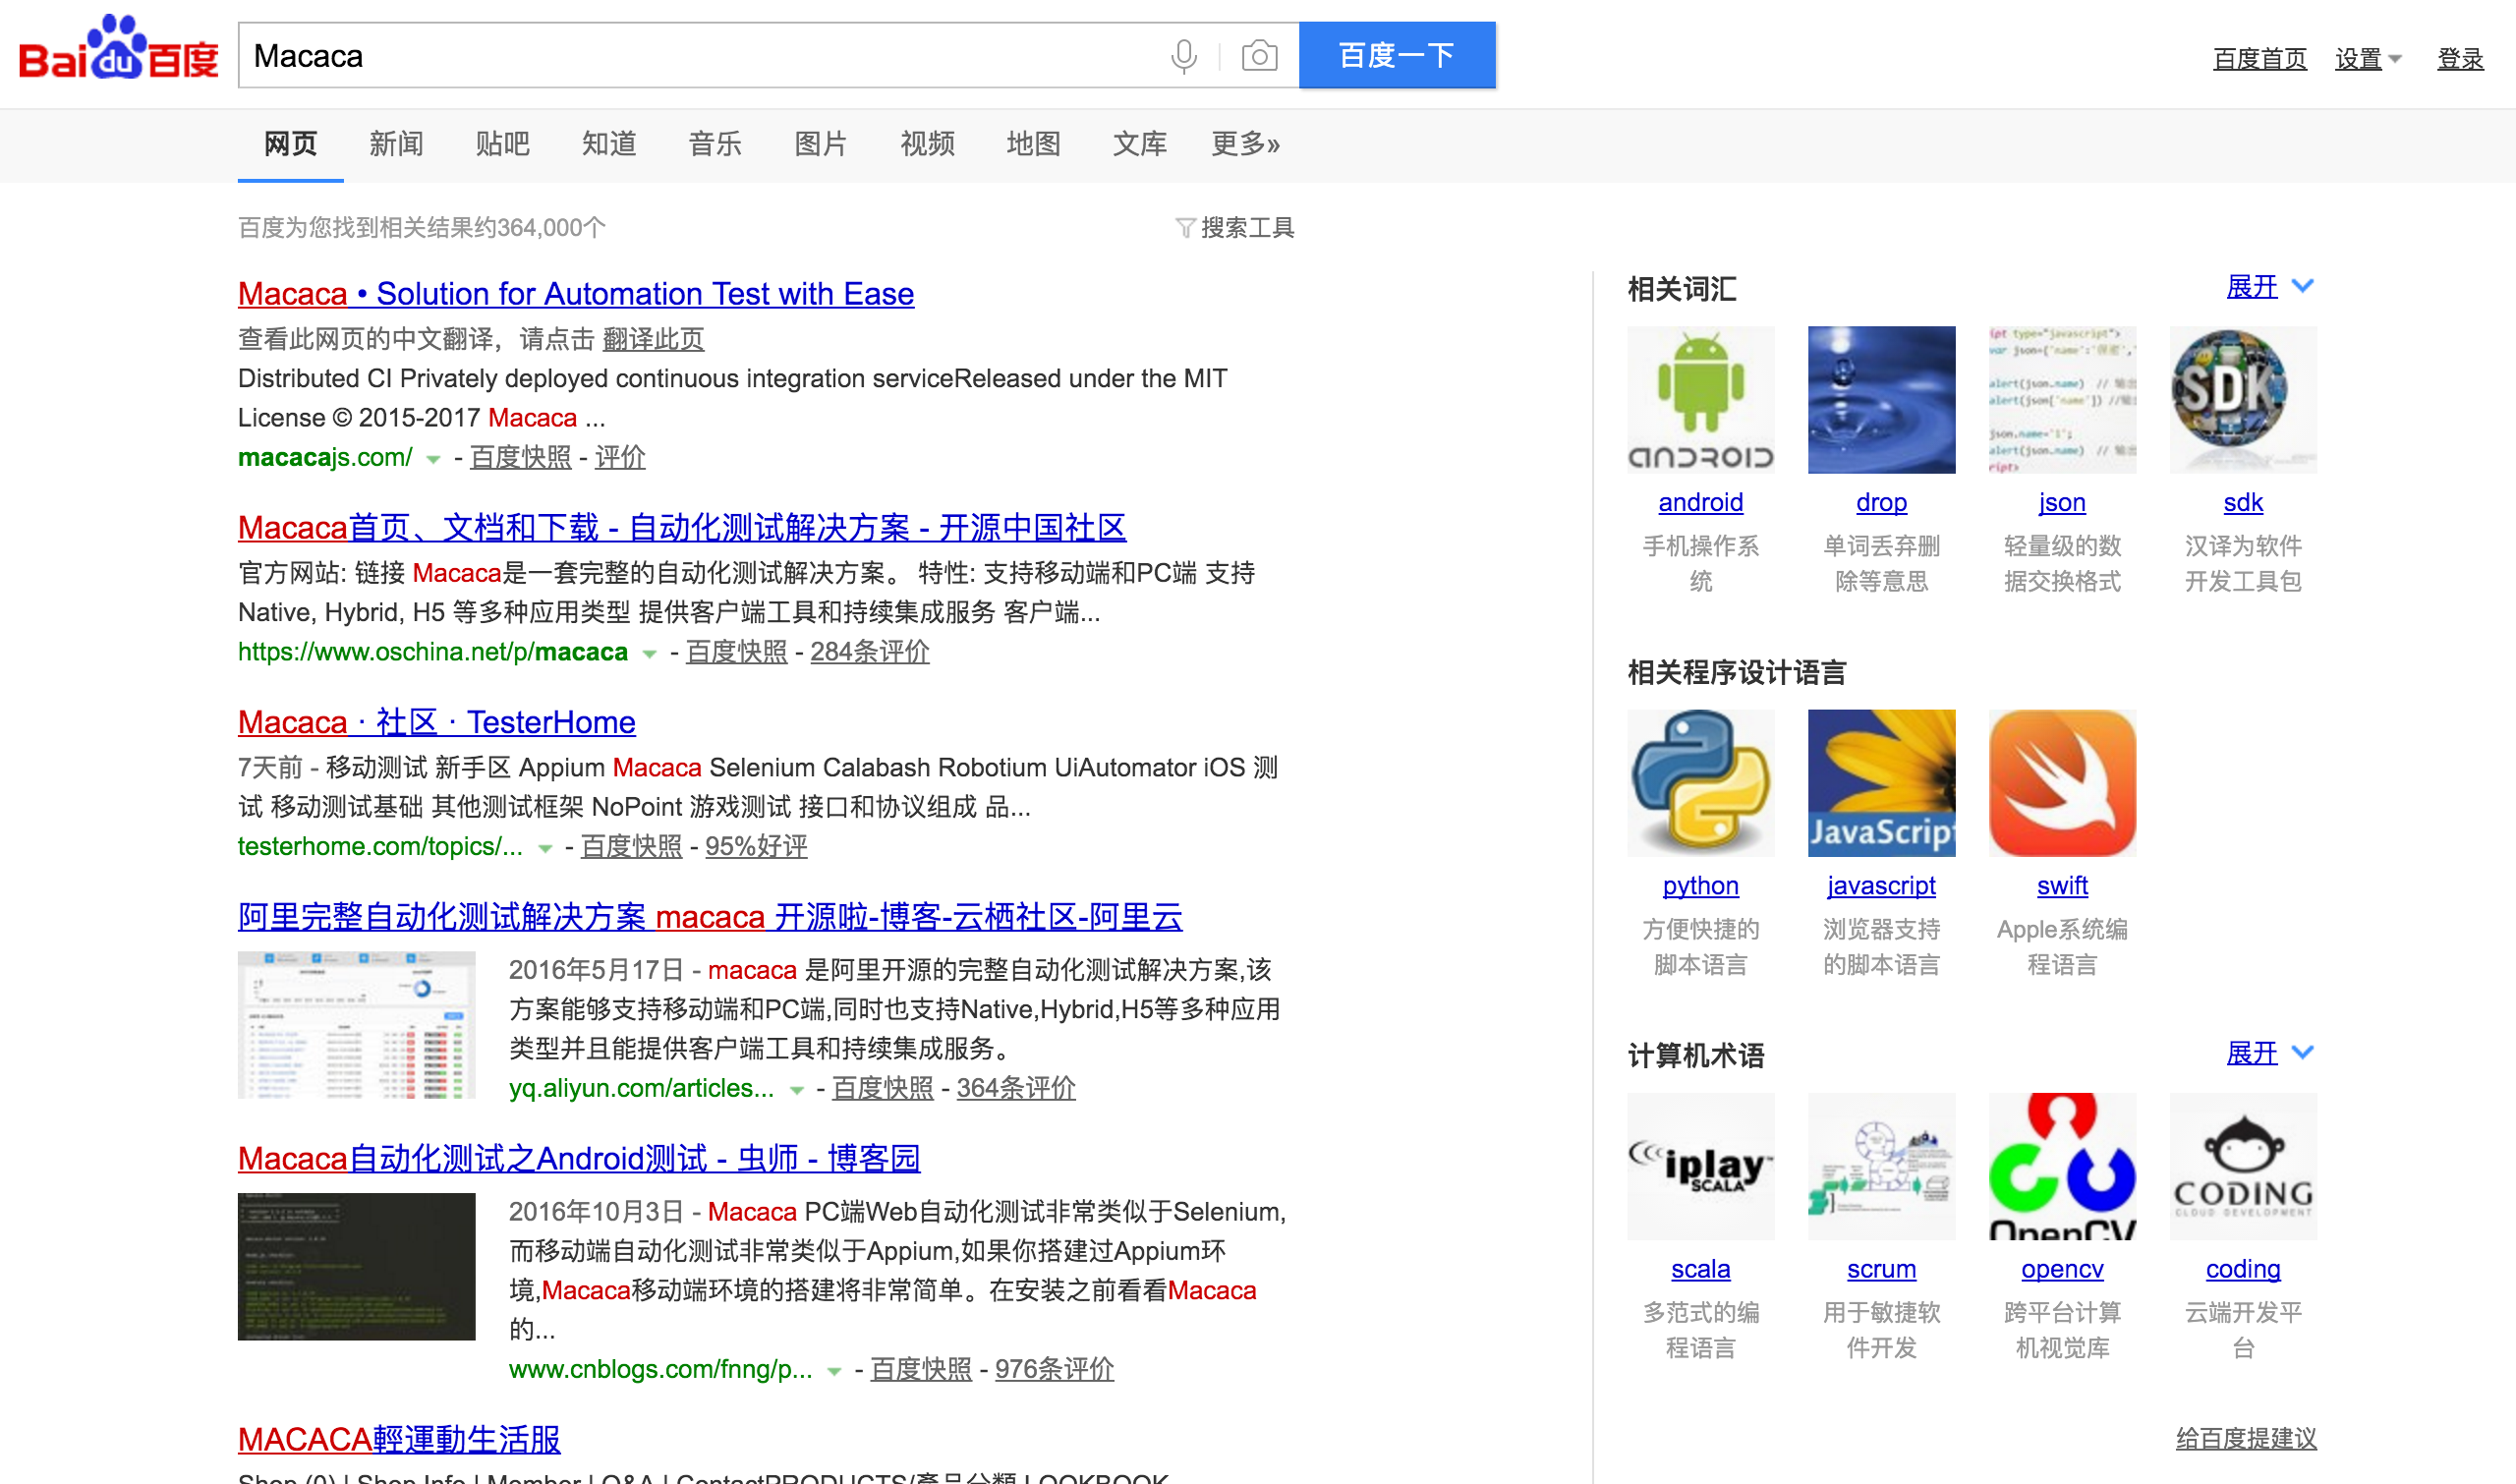 Baidu百度
Macaca
百度一下
百度首页 设置 登录
网页 新闻 贴吧 知道 音乐 图片 视频 地图 文库 更多»
百度为您找到相关结果约364,000个
搜索工具
Macaca • Solution for Automation Test with Ease
查看此网页的中文翻译，请点击 翻译此页
Distributed CI Privately deployed continuous integration serviceReleased under the MIT
License © 2015-2017 Macaca ...
macacajs.com/ - 百度快照 - 评价
Macaca首页、文档和下载 - 自动化测试解决方案 - 开源中国社区
官方网站: 链接 Macaca是一套完整的自动化测试解决方案。 特性: 支持移动端和PC端 支持
Native, Hybrid, H5 等多种应用类型 提供客户端工具和持续集成服务 客户端...
https://www.oschina.net/p/macaca - 百度快照 - 284条评价
Macaca · 社区 · TesterHome
7天前 - 移动测试 新手区 Appium Macaca Selenium Calabash Robotium UiAutomator iOS 测
试 移动测试基础 其他测试框架 NoPoint 游戏测试 接口和协议组成 品...
testerhome.com/topics/... - 百度快照 - 95%好评
阿里完整自动化测试解决方案 macaca 开源啦-博客-云栖社区-阿里云
2016年5月17日 - macaca 是阿里开源的完整自动化测试解决方案,该
方案能够支持移动端和PC端,同时也支持Native,Hybrid,H5等多种应用
类型并且能提供客户端工具和持续集成服务。
yq.aliyun.com/articles... - 百度快照 - 364条评价
Macaca自动化测试之Android测试 - 虫师 - 博客园
2016年10月3日 - Macaca PC端Web自动化测试非常类似于Selenium,
而移动端自动化测试非常类似于Appium,如果你搭建过Appium环
境,Macaca移动端环境的搭建将非常简单。在安装之前看看Macaca
的...
www.cnblogs.com/fnng/p... - 百度快照 - 976条评价
MACACA輕運動生活服
Shop (0) | Shop Info | Member | Q&A | ContactPRODUCTS/產品分類 LOOKBOOK
相关词汇
展开
ANDROID
ipt type="javascript">
alert(json.name) // 输出
alert(json['name']) //输出
json.name='1';
alert(json.name) // 输出
ript>
SDK
android drop json sdk
手机操作系 单词丢弃删 轻量级的数 汉译为软件
统 除等意思 据交换格式 开发工具包
相关程序设计语言
JavaScript
python javascript swift
方便快捷的 浏览器支持 Apple系统编
脚本语言 的脚本语言 程语言
计算机术语
展开
iplay™
SCALA
OpenCV
CODING
CLOUD DEVELOPMENT
scala scrum opencv coding
多范式的编 用于敏捷软 跨平台计算 云端开发平
程语言 件开发 机视觉库 台
给百度提建议